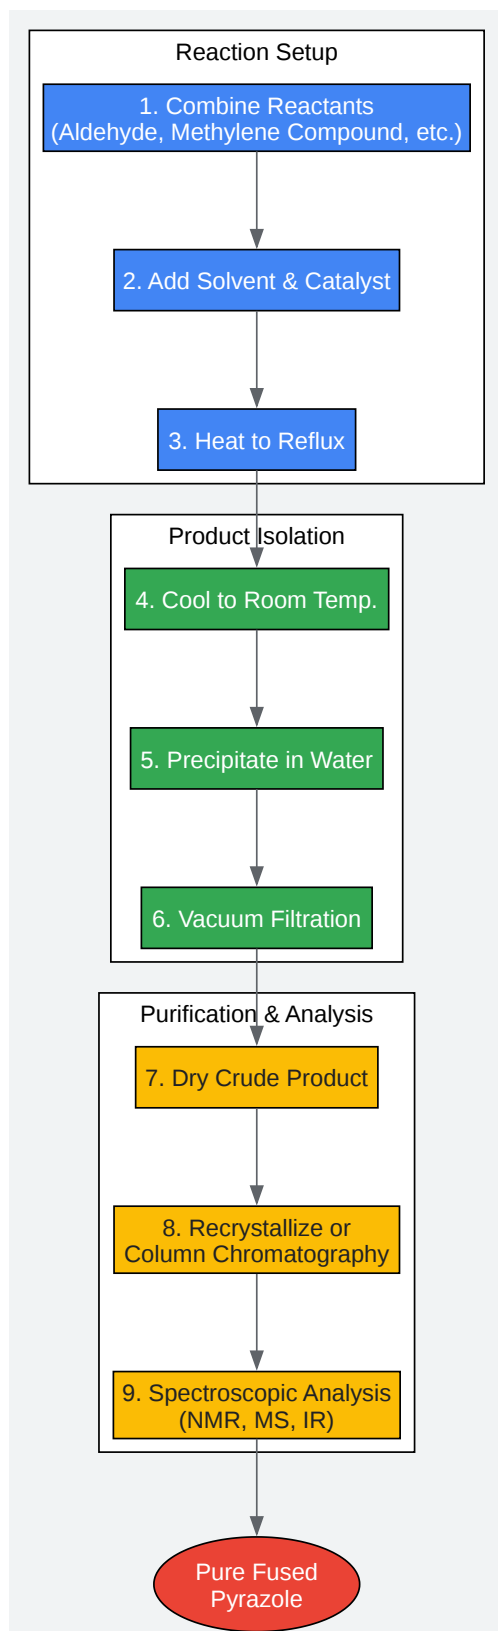 Reaction Setup
1. Combine Reactants
(Aldehyde, Methylene Compound, etc.)
2. Add Solvent & Catalyst
3. Heat to Reflux
Product Isolation
4. Cool to Room Temp.
5. Precipitate in Water
6. Vacuum Filtration
Purification & Analysis
7. Dry Crude Product
8. Recrystallize or
Column Chromatography
9. Spectroscopic Analysis
(NMR, MS, IR)
Pure Fused
Pyrazole